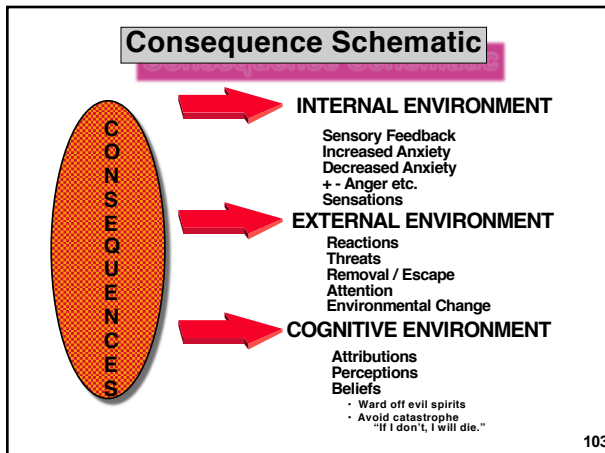 Consequence Schematic
CONSEQUENCES
INTERNAL ENVIRONMENT
Sensory Feedback
Increased Anxiety
Decreased Anxiety
+ - Anger etc.
Sensations
EXTERNAL ENVIRONMENT
Reactions
Threats
Removal / Escape
Attention
Environmental Change
COGNITIVE ENVIRONMENT
Attributions
Perceptions
Beliefs
· Ward off evil spirits
· Avoid catastrophe
"If I don't, I will die."
103